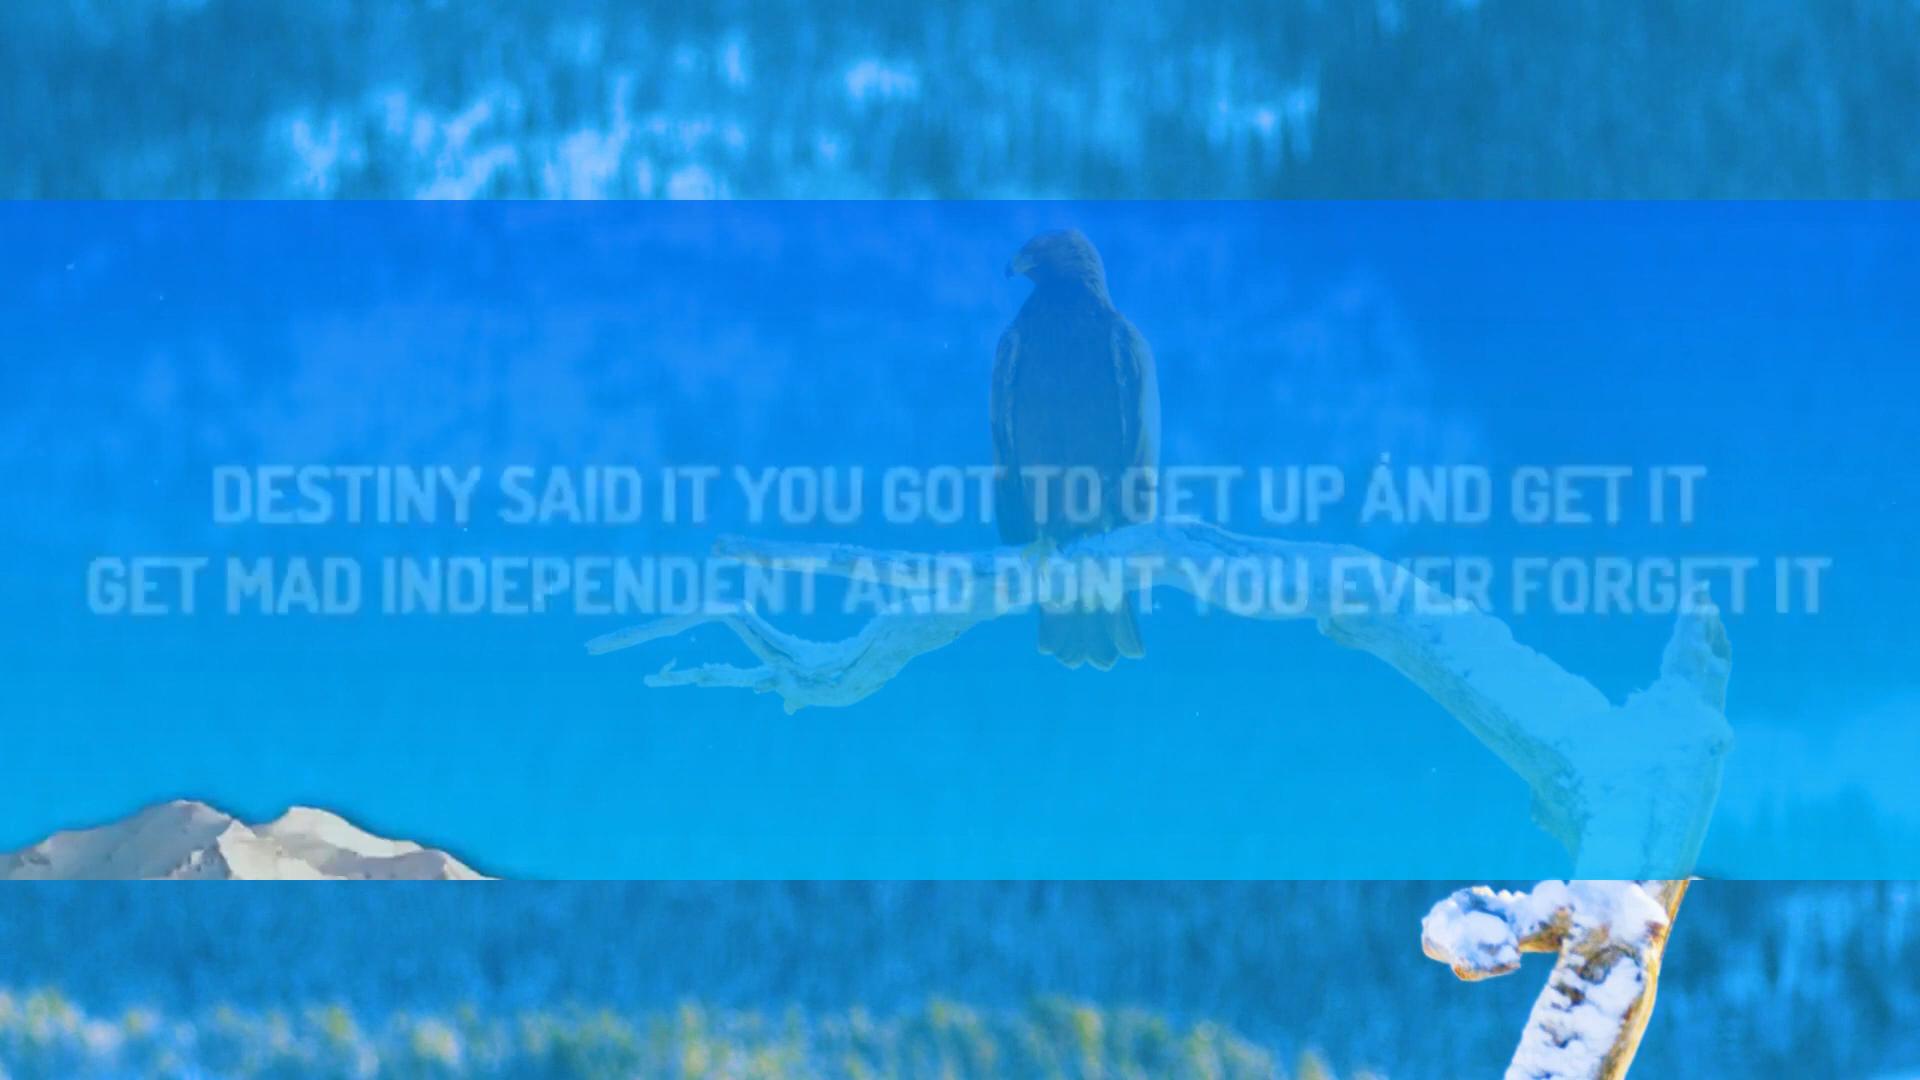 DESTINY SAID IT YOU GOT TO GET UP AND GET IT
GET MAD INDEPENDENT AND DONT YOU EVER FORGET IT